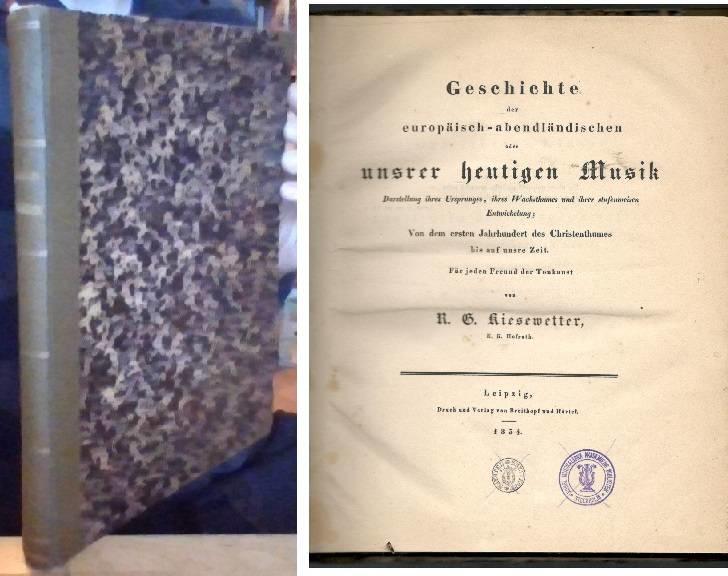 Geschichte
der
europäisch-abendländischen
oder
unsrer heutigen Musik
Darstellung ihres Ursprunges, ihres Wachsthumes und ihrer stufenweisen
Entwickelung;
Von dem ersten Jahrhundert des Christenthumes
bis auf unsre Zeit.
Für jeden Freund der Tonkunst
von
R. G. Kiesewetter,
K. K. Hofrath.
Leipzig,
Druck und Verlag von Breitkopf und Härtel.
1834.